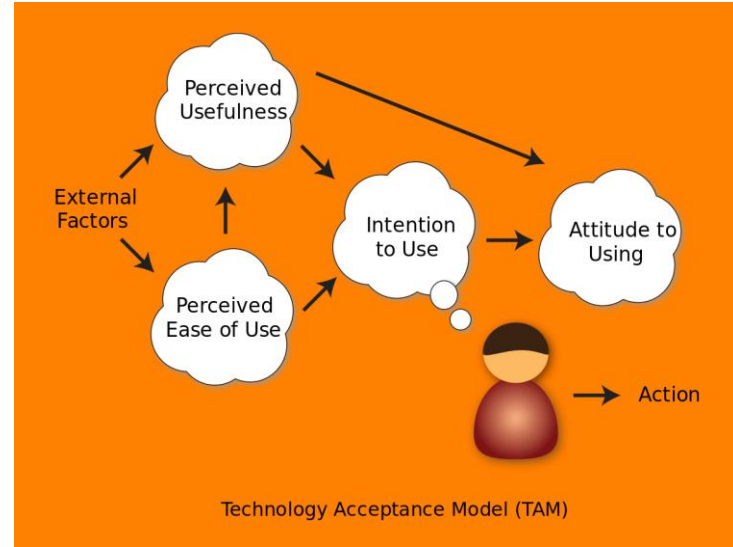 Perceived
Usefulness
External
Factors
Intention
to Use
Attitude to
Using
Perceived
Ease of Use
Action
Technology Acceptance Model (TAM)